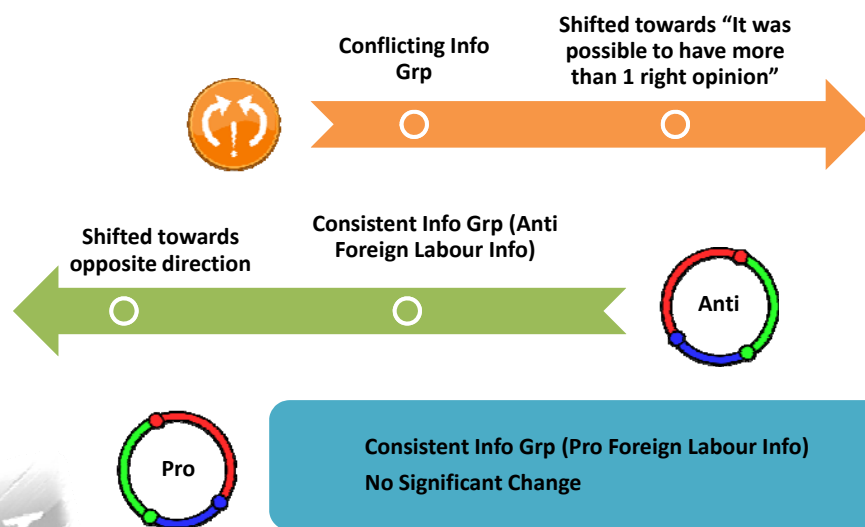 Conflicting Info
Grp
Shifted towards “It was
possible to have more
than 1 right opinion”
Shifted towards
opposite direction
Consistent Info Grp (Anti
Foreign Labour Info)
Anti
Pro
Consistent Info Grp (Pro Foreign Labour Info)
No Significant Change